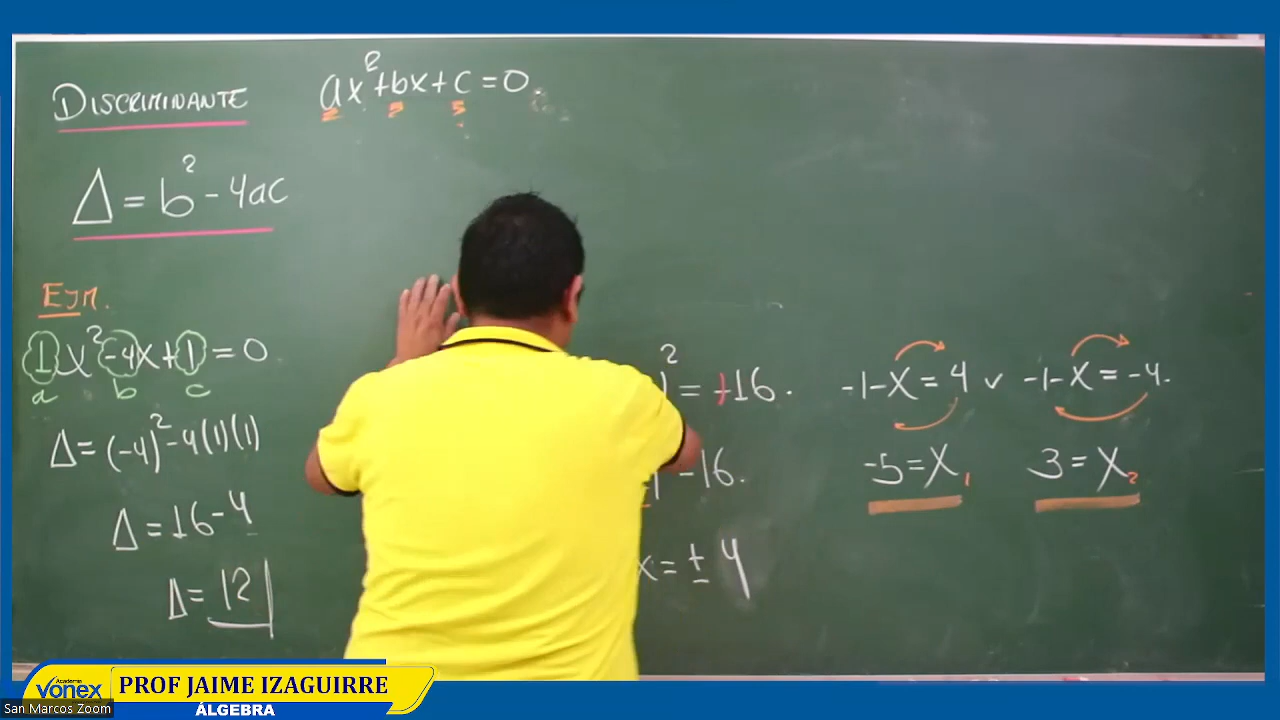 DISCRIMINANTE
ax²+bx+c=0
Δ=b²-4ac
EJM.
1x²-4x+1=0
a b c
Δ=(-4)²-4(1)(1)
Δ=16-4
Δ=12
²=+16.
-16.
x=±4
-1-x=4 v -1-x=-4.
-5=x₁
3=x₂
Academia
vonex
PROF JAIME IZAGUIRRE
ÁLGEBRA
San Marcos Zoom